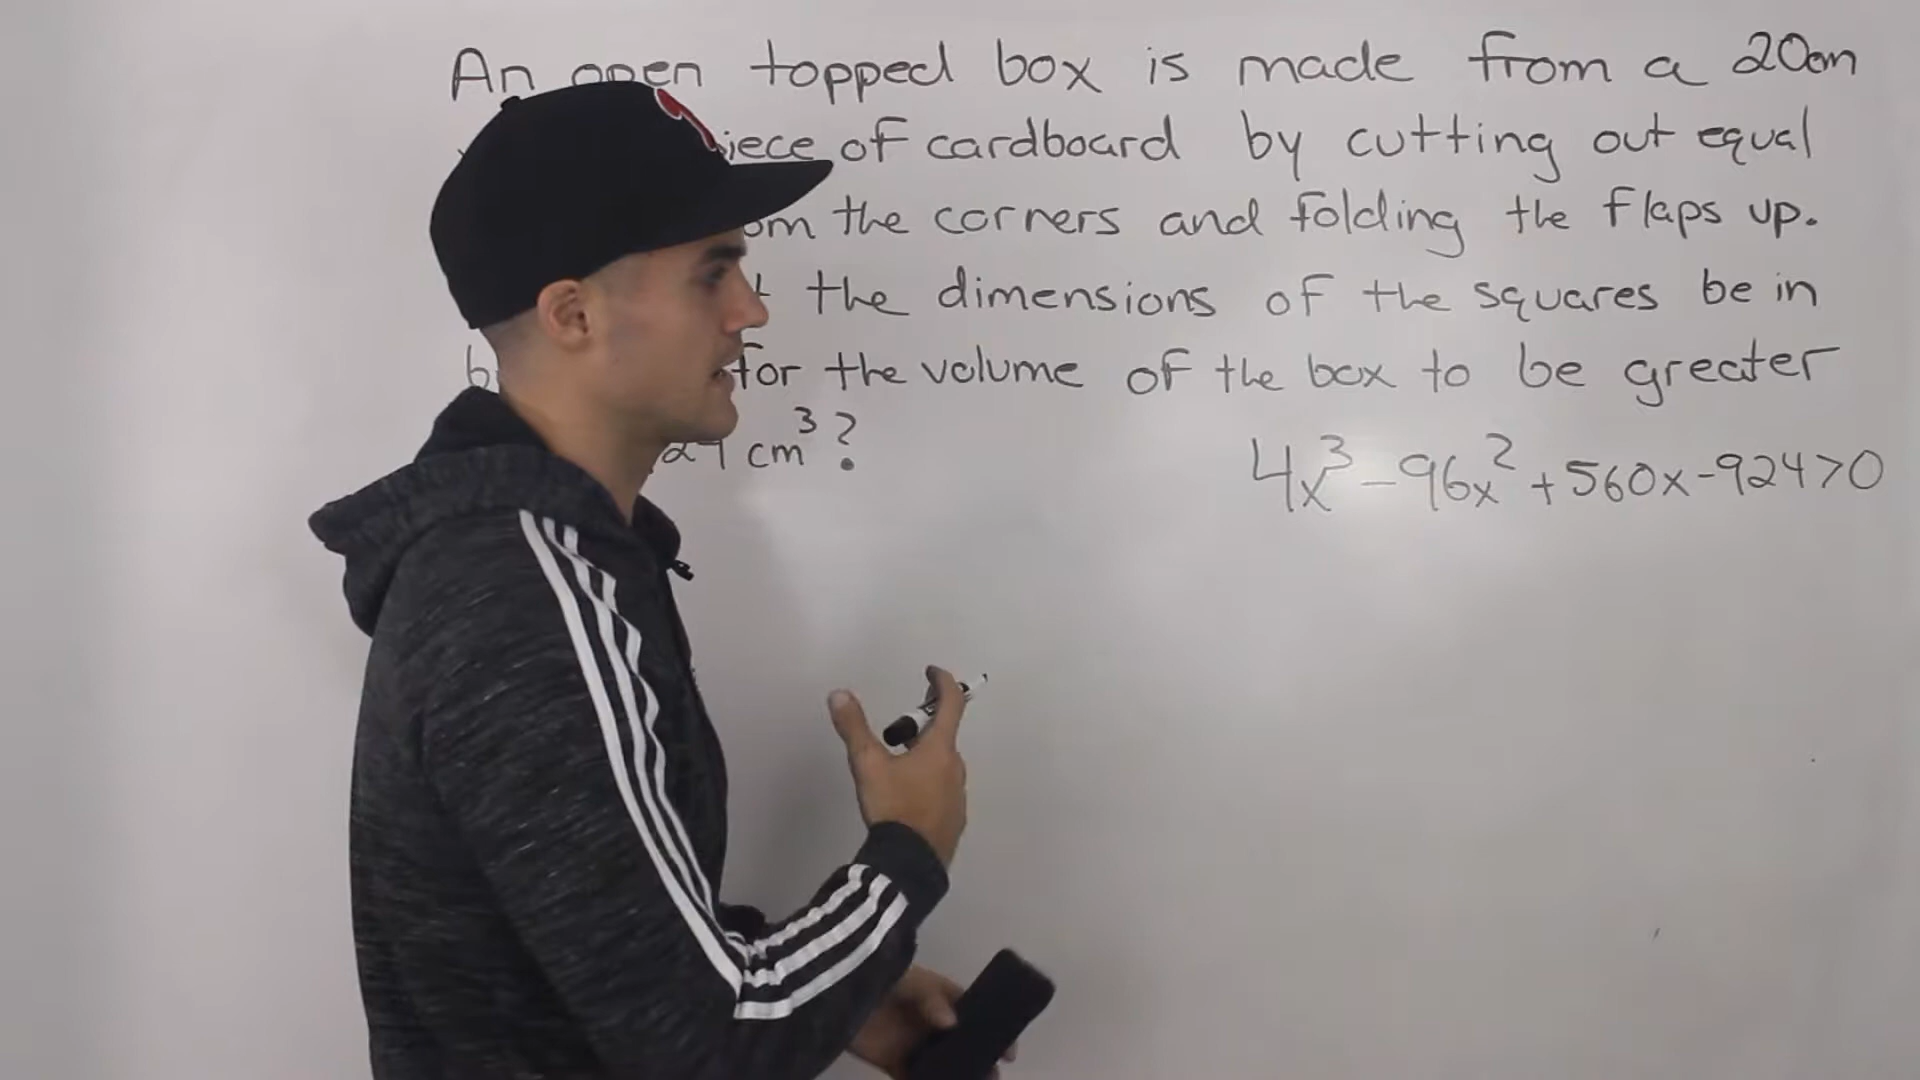 An open topped box is made from a 20cm
of cardboard by cutting out equal
the corners and folding the flaps up.
the dimensions of the squares be in
for the volume of the box to be greater
cm³?
4x³-96x²+560x-924>0